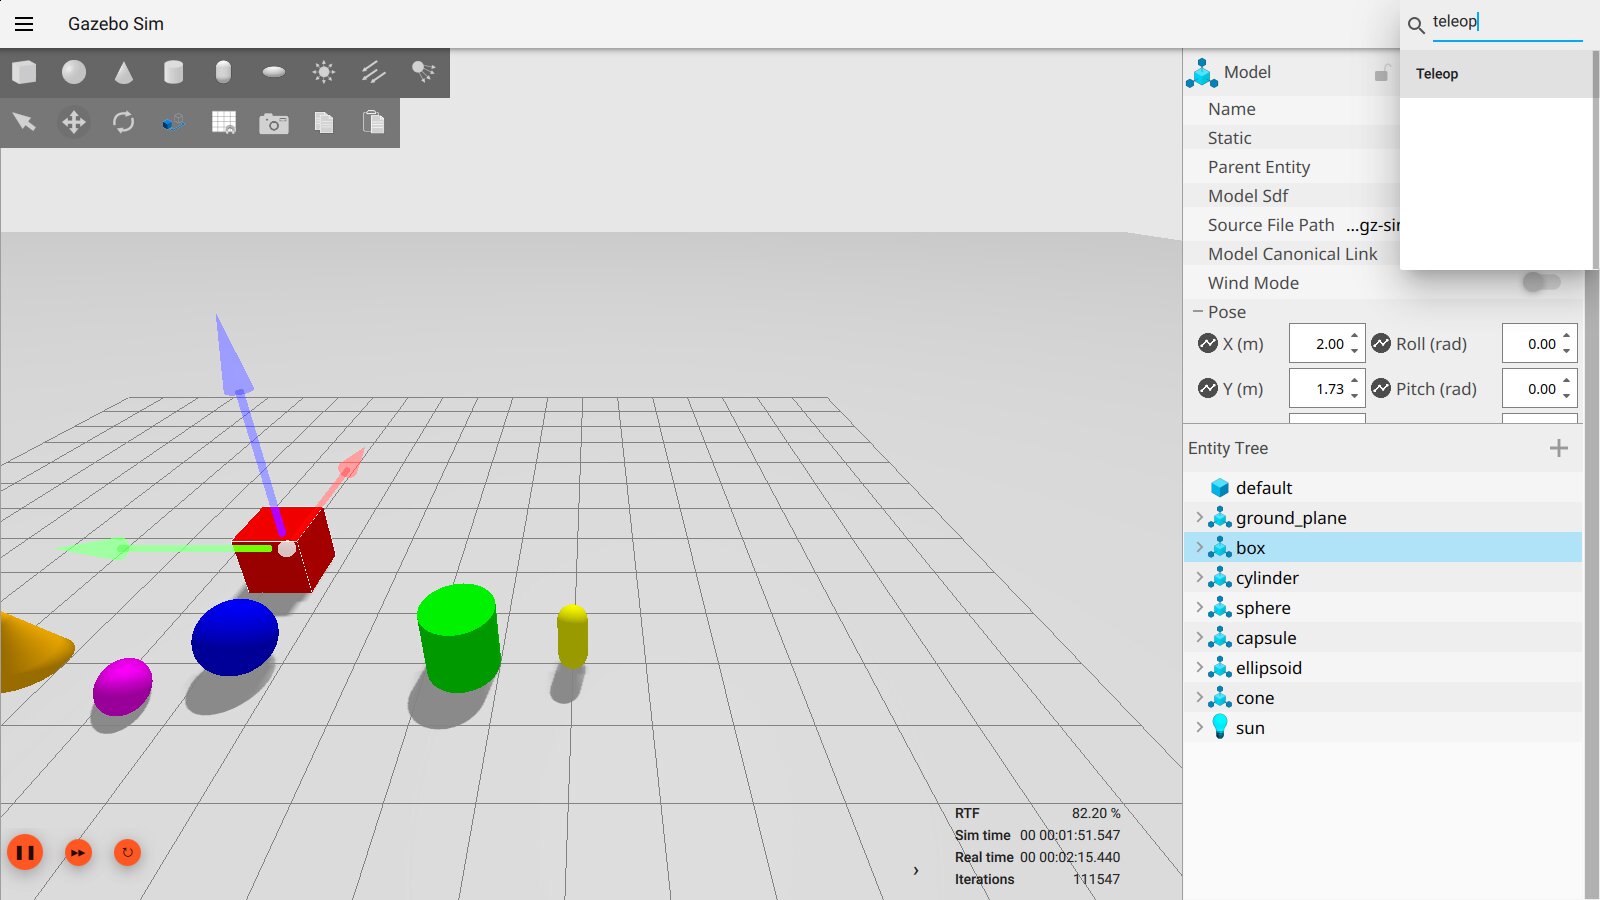 Gazebo Sim
teleop
Teleop
Model
Name
Static
Parent Entity
Model Sdf
Source File Path ...gz-sin
Model Canonical Link
Wind Mode
Pose
X (m) 2.00 Roll (rad) 0.00
Y (m) 1.73 Pitch (rad) 0.00
Entity Tree
default
ground_plane
box
cylinder
sphere
capsule
ellipsoid
cone
sun
RTF 82.20 %
Sim time 00 00:01:51.547
Real time 00 00:02:15.440
Iterations 111547